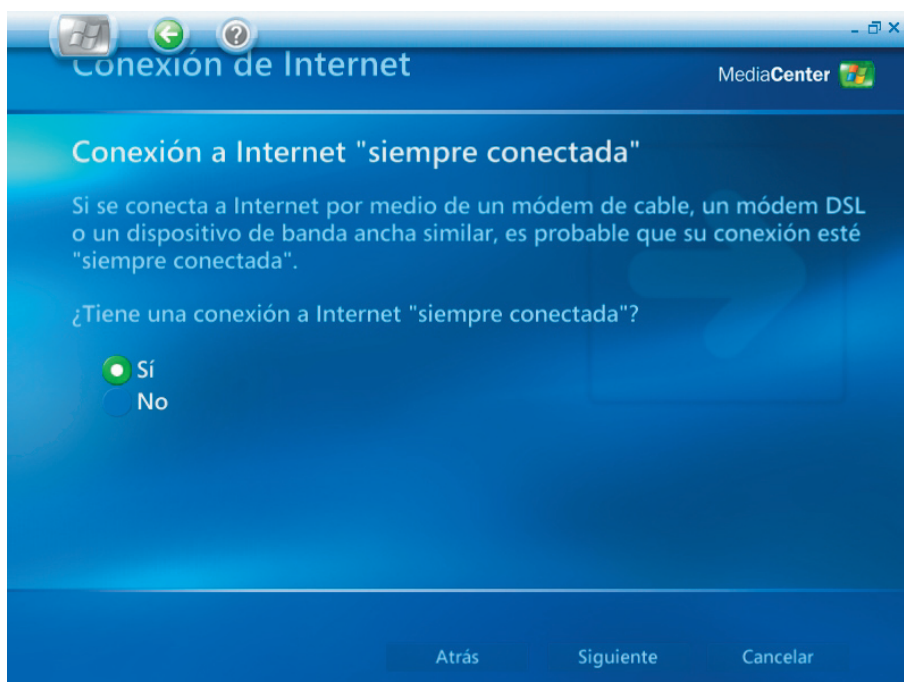 Conexión de Internet
MediaCenter
Conexión a Internet "siempre conectada"
Si se conecta a Internet por medio de un módem de cable, un módem DSL
o un dispositivo de banda ancha similar, es probable que su conexión esté
"siempre conectada".
¿Tiene una conexión a Internet "siempre conectada"?
Sí
No
Atrás Siguiente Cancelar